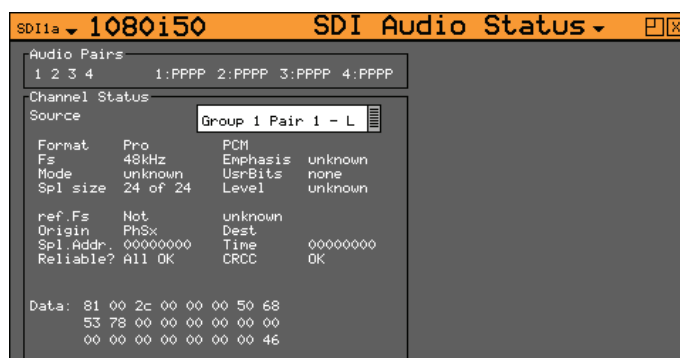 SDI1a 1080i50 SDI Audio Status
Audio Pairs
1 2 3 4 1:PPPP 2:PPPP 3:PPPP 4:PPPP
Channel Status
Source Group 1 Pair 1 - L
Format Pro PCM
Fs 48kHz Emphasis unknown
Mode unknown UsrBits none
Spl size 24 of 24 Level unknown
ref.Fs Not unknown
Origin PhSx Dest
Spl.Addr. 00000000 Time 00000000
Reliable? All OK CRCC OK
Data: 81 00 2c 00 00 00 50 68
53 78 00 00 00 00 00 00
00 00 00 00 00 00 00 46